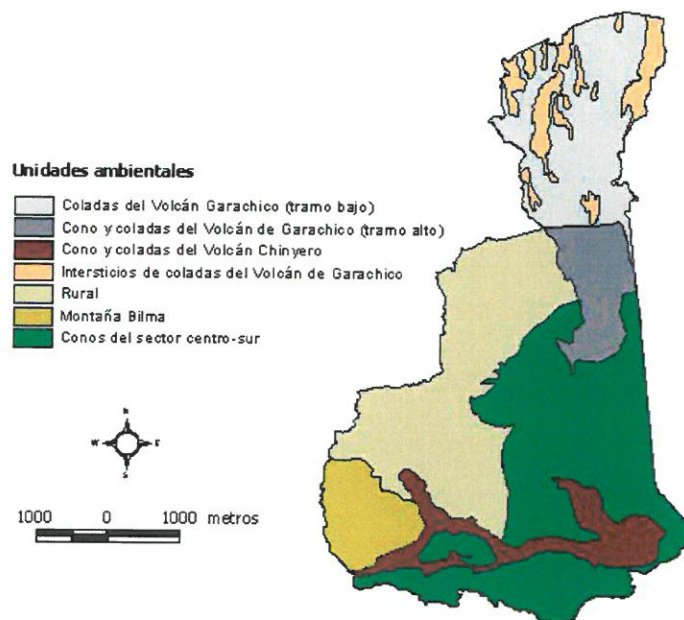 Unidades ambientales
Coladas del Volcán Garachico (tramo bajo)
Cono y coladas del Volcán de Garachico (tramo alto)
Cono y coladas del Volcán Chinyero
Intersticios de coladas del Volcán de Garachico
Rural
Montaña Bilma
Conos del sector centro-sur
N
W E
S
1000 0 1000 metros